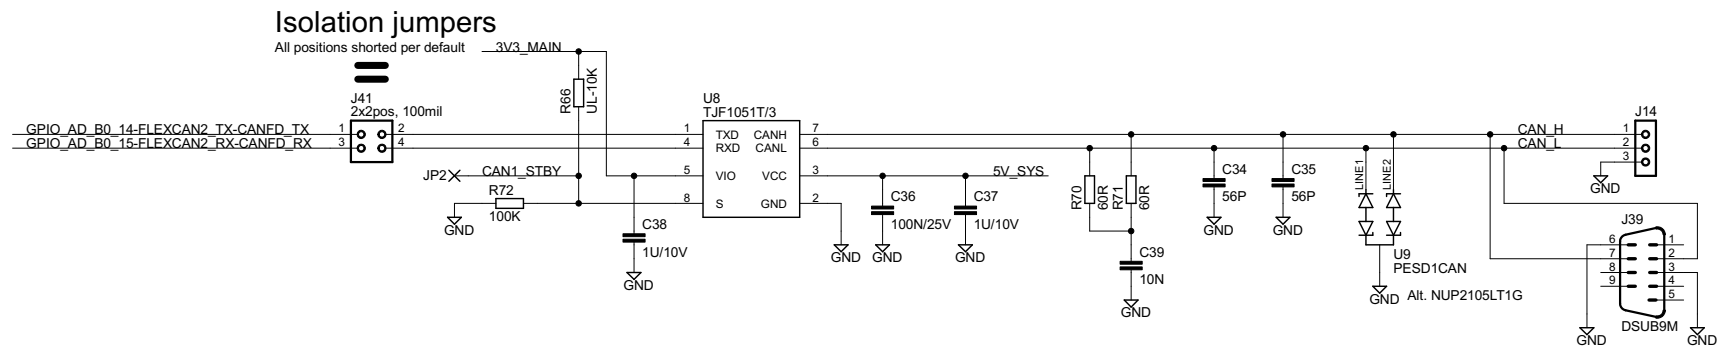 Isolation jumpers
All positions shorted per default
3V3_MAIN
R66
UL-10K
J41
2x2pos, 100mil
U8
TJF1051T/3
J14
GPIO_AD_B0_14-FLEXCAN2_TX-CANFD_TX
1
2
1
TXD
CANH
7
CAN_H
1
GPIO_AD_B0_15-FLEXCAN2_RX-CANFD_RX
3
4
4
RXD
CANL
6
CAN_L
2
3
GND
JP2
CAN1_STBY
5
VIO
VCC
3
5V_SYS
R72
100K
GND
8
S
GND
2
C38
1U/10V
GND
GND
C36
100N/25V
GND
C37
1U/10V
GND
R70
60R
R71
60R
C39
10N
GND
C34
56P
GND
C35
56P
GND
LINE1
LINE2
U9
PESD1CAN
GND
Alt. NUP2105LT1G
J39
6
1
7
2
8
3
9
4
5
DSUB9M
GND
GND